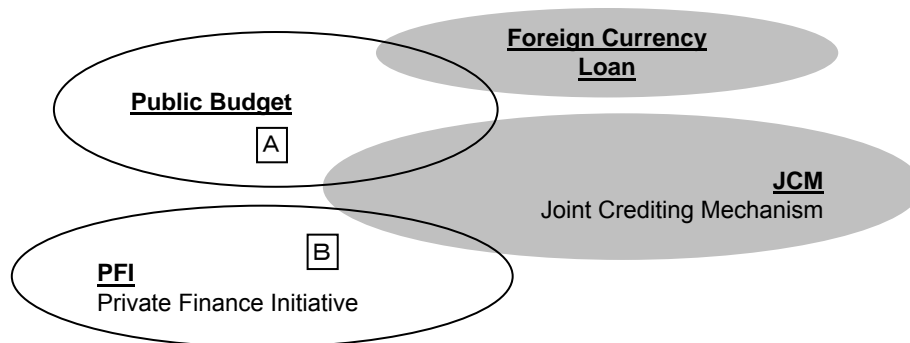 Foreign Currency
Loan
Public Budget
A
JCM
Joint Crediting Mechanism
B
PFI
Private Finance Initiative